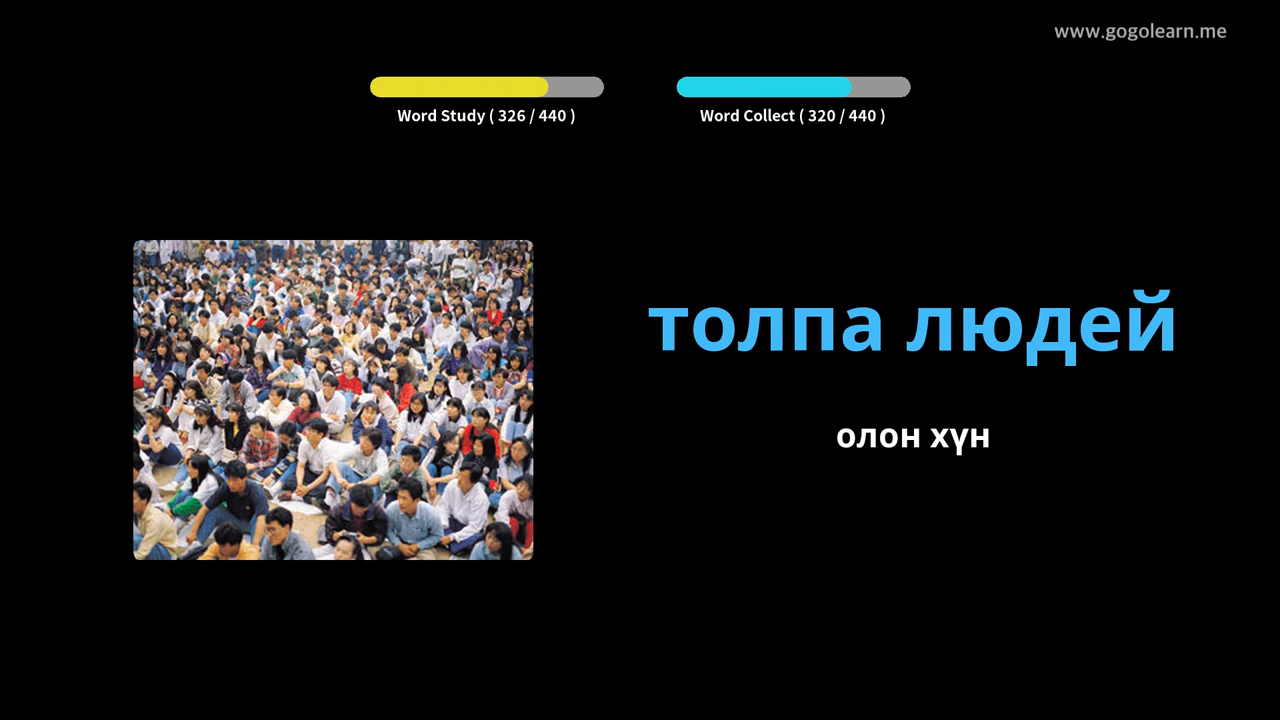 www.gogolearn.me
Word Study ( 326 / 440 )
Word Collect ( 320 / 440 )
толпа людей
олон хүн